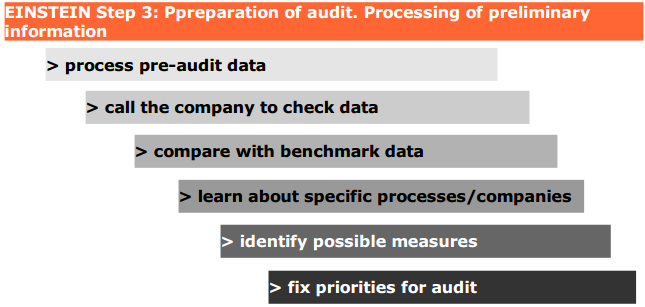 EINSTEIN Step 3: Ppreparation of audit. Processing of preliminary
information
> process pre-audit data
> call the company to check data
> compare with benchmark data
> learn about specific processes/companies
> identify possible measures
> fix priorities for audit